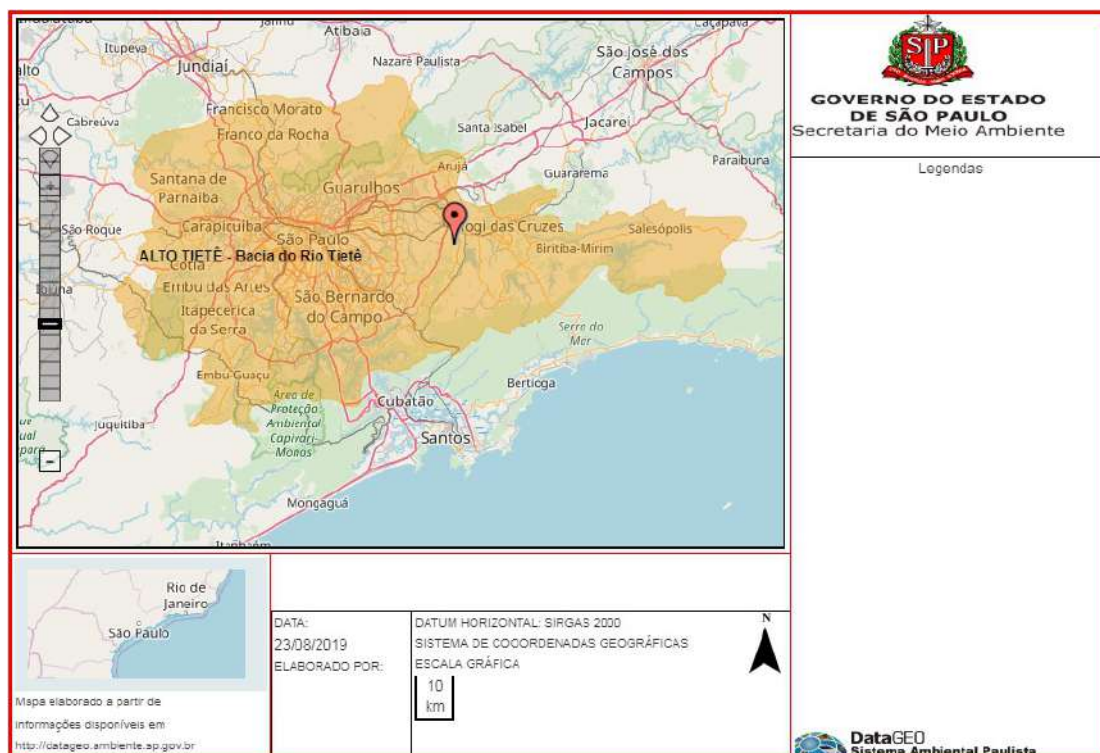 Jundiaí
Itupeva
Atibaia
Nazaré Paulista
Caçapava
São José dos
Campos
Cabreúva
Francisco Morato
Franco da Rocha
Santa Isabel
Jacareí
Paraibuna
Arujá
Guararema
Santana de
Parnaíba
Guarulhos
São Roque
Carapicuíba
São Paulo
ogi das Cruzes
Salesópolis
Biritiba-Mirim
ALTO TIETÊ - Bacia do Rio Tietê
Cotia
Embu das Artes
São Bernardo
do Campo
Itapecerica
da Serra
Serra do
Mar
Embu-Guaçu
Bertioga
Área de
Proteção
Ambiental
Capivari-
Monos
Cubatão
Juquitiba
Santos
Mongaguá
Itanhaém
SP
GOVERNO DO ESTADO
DE SÃO PAULO
Secretaria do Meio Ambiente
Legendas
Rio de
Janeiro
São Paulo
Mapa elaborado a partir de
informações disponíveis em
http://datageo.ambiente.sp.gov.br
DATA:
23/08/2019
ELABORADO POR:
DATUM HORIZONTAL: SIRGAS 2000
SISTEMA DE COCORDENADAS GEOGRÁFICAS
ESCALA GRÁFICA
10
km
N
DataGEO
Sistema Ambiental Paulista